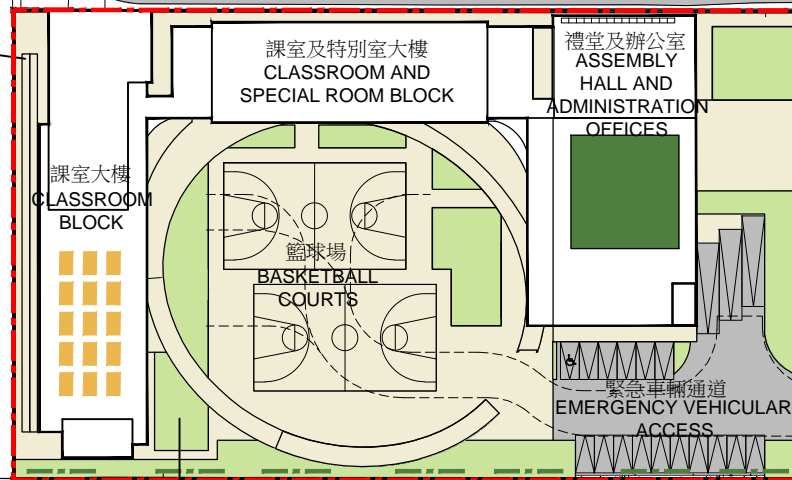 課室及特別室大樓
CLASSROOM AND
SPECIAL ROOM BLOCK
禮堂及辦公室
ASSEMBLY
HALL AND
ADMINISTRATION
OFFICES
課室大樓
CLASSROOM
BLOCK
籃球場
BASKETBALL
COURTS
緊急車輛通道
EMERGENCY VEHICULAR
ACCESS